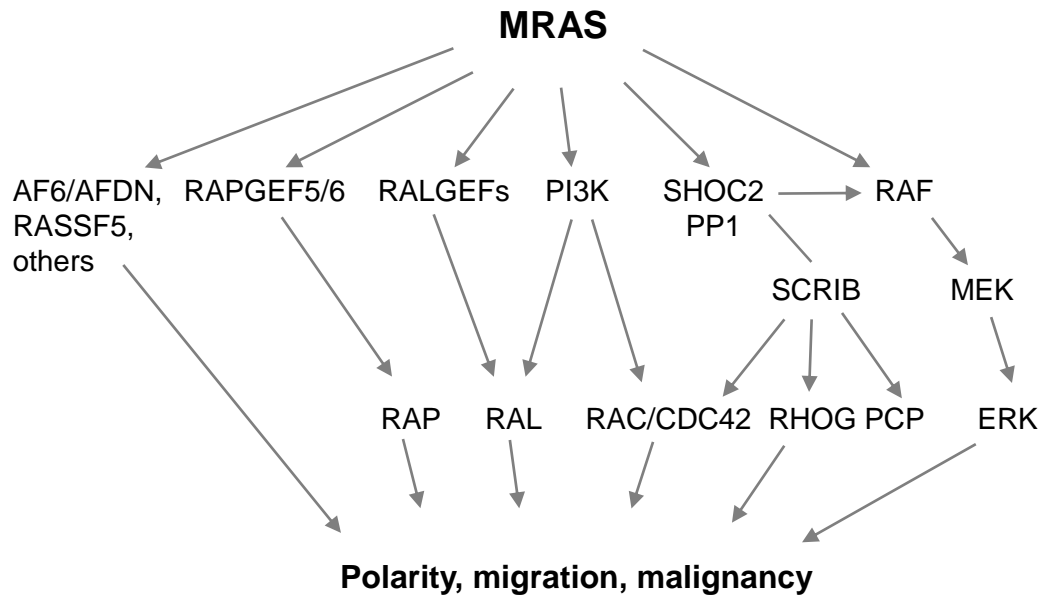 MRAS
AF6/AFDN, RAPGEF5/6 RALGEFs PI3K SHOC2 RAF
RASSF5, PP1
others
SCRIB MEK
RAP RAL RAC/CDC42 RHOG PCP ERK
Polarity, migration, malignancy